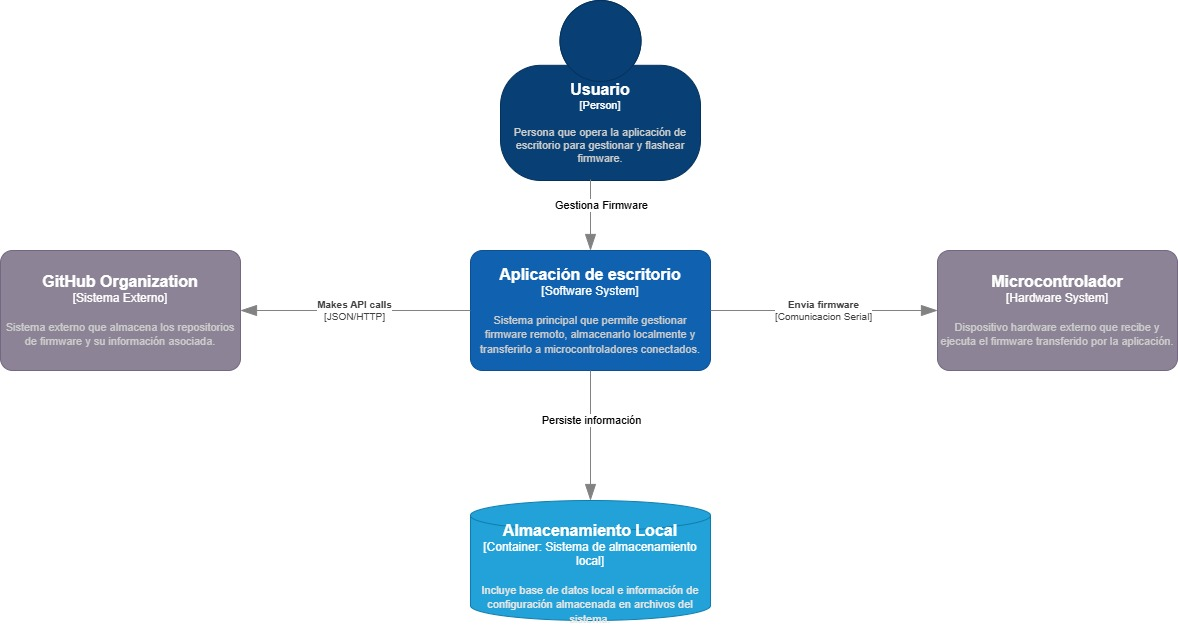 Usuario
[Person]
Persona que opera la aplicación de
escritorio para gestionar y flashear
firmware.
Gestiona Firmware
GitHub Organization
[Sistema Externo]
Sistema externo que almacena los repositorios
de firmware y su información asociada.
Makes API calls
[JSON/HTTP]
Aplicación de escritorio
[Software System]
Sistema principal que permite gestionar
firmware remoto, almacenarlo localmente y
transferirlo a microcontroladores conectados.
Envia firmware
[Comunicacion Serial]
Microcontrolador
[Hardware System]
Dispositivo hardware externo que recibe y
ejecuta el firmware transferido por la aplicación.
Persiste información
Almacenamiento Local
[Container: Sistema de almacenamiento
local]
Incluye base de datos local e información de
configuración almacenada en archivos del
sistema.